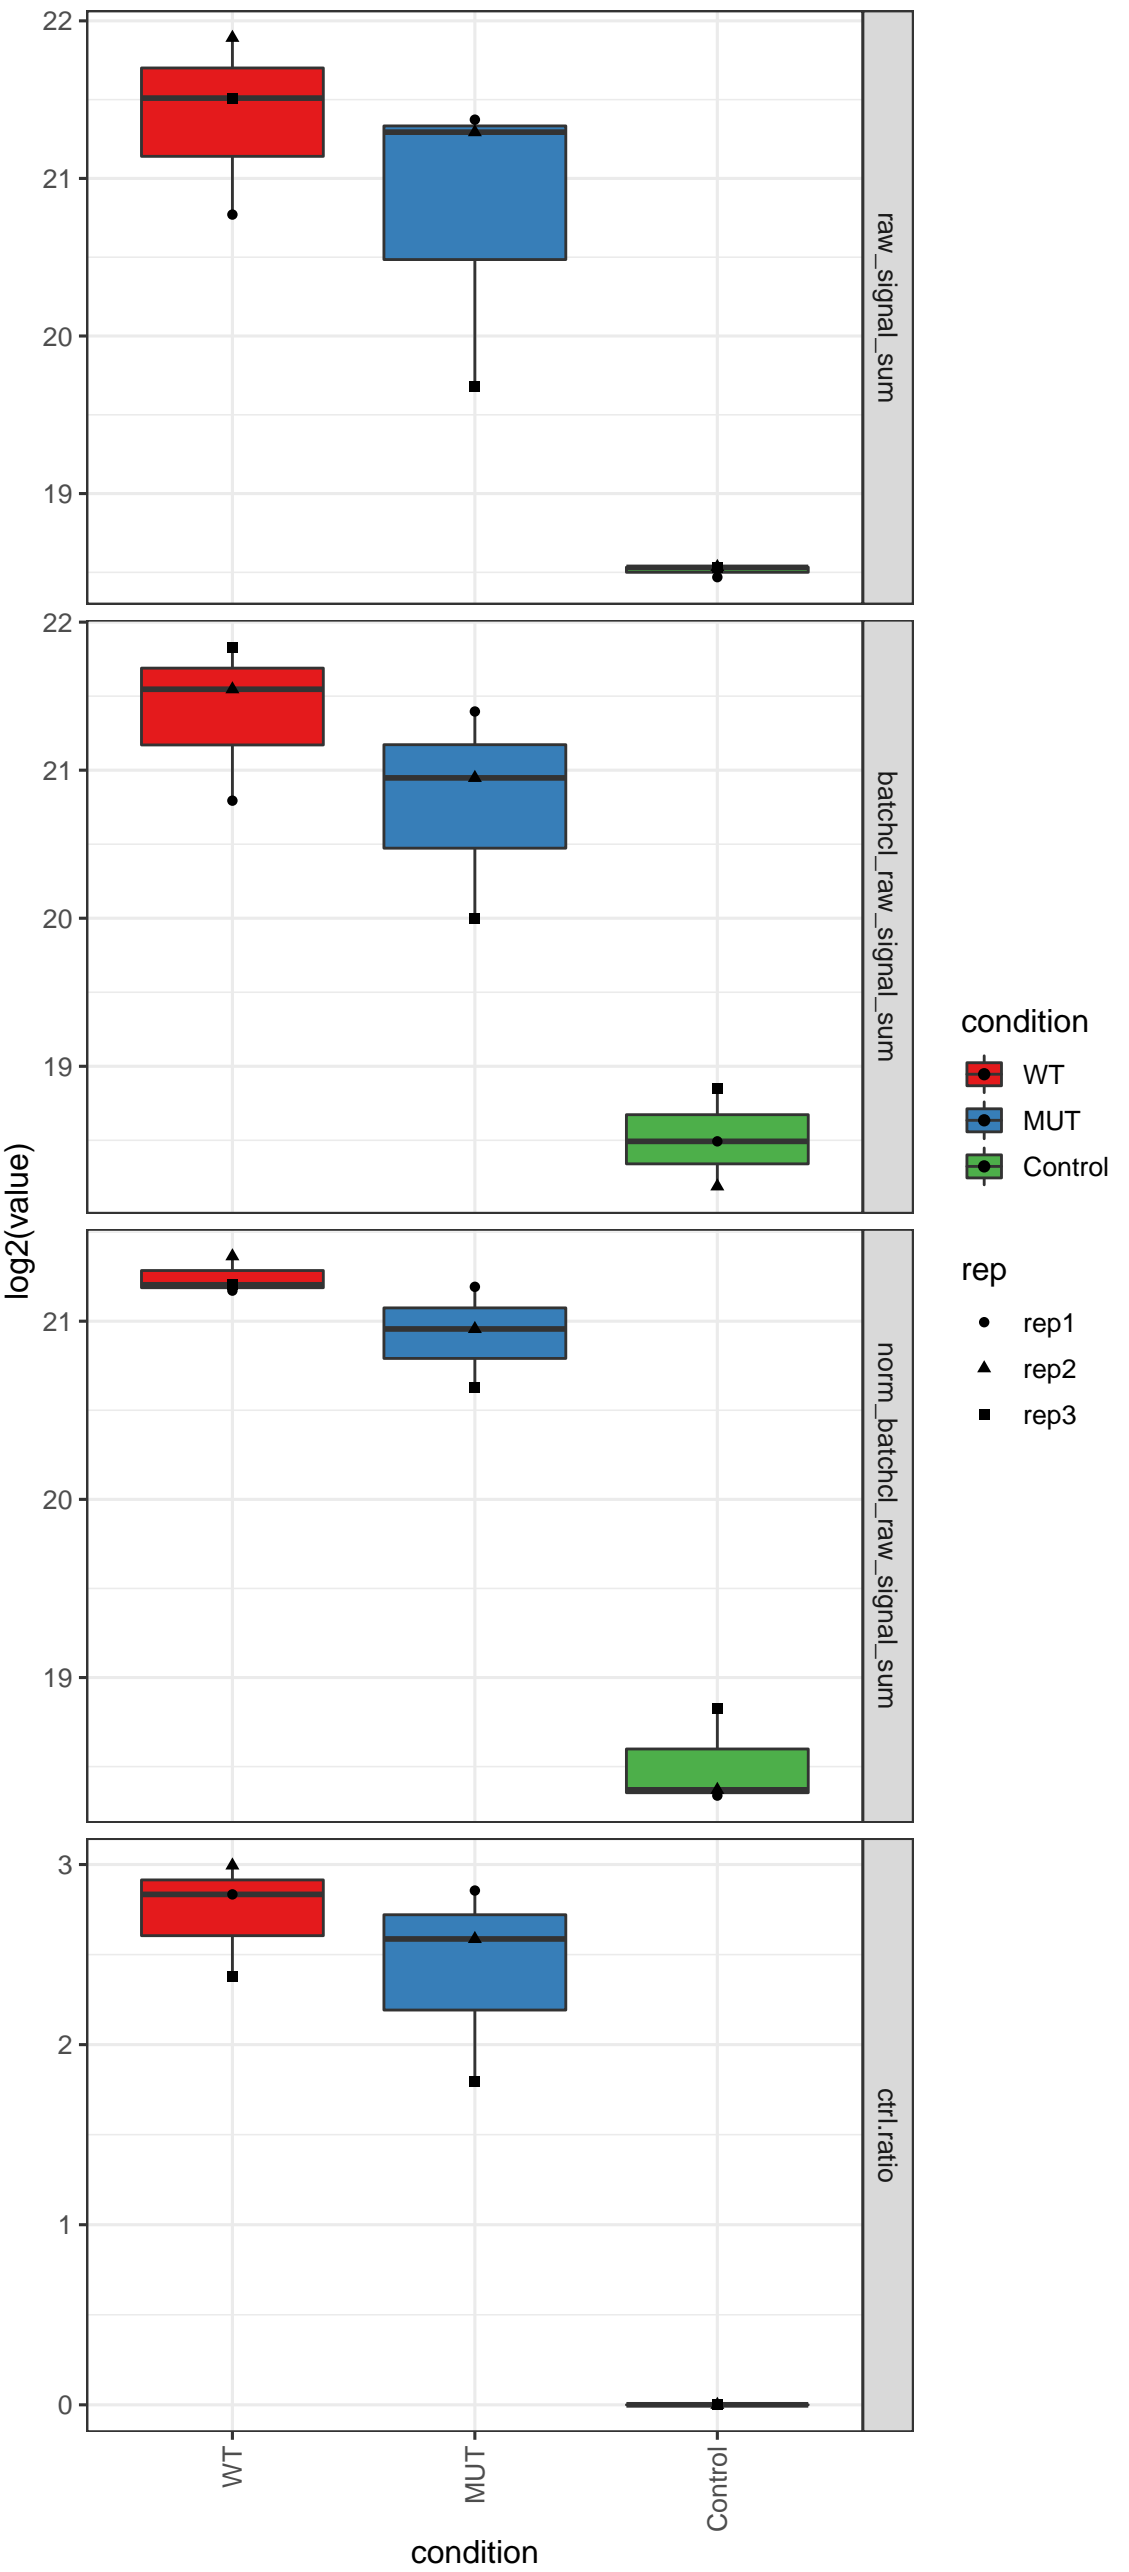 22
21
20
19
raw_signal_sum
22
21
20
19
batchcl_raw_signal_sum
21
20
19
norm_batchcl_raw_signal_sum
3
2
1
0
ctrl.ratio
log2(value)
WT
MUT
Control
condition
condition
WT
MUT
Control
rep
rep1
rep2
rep3